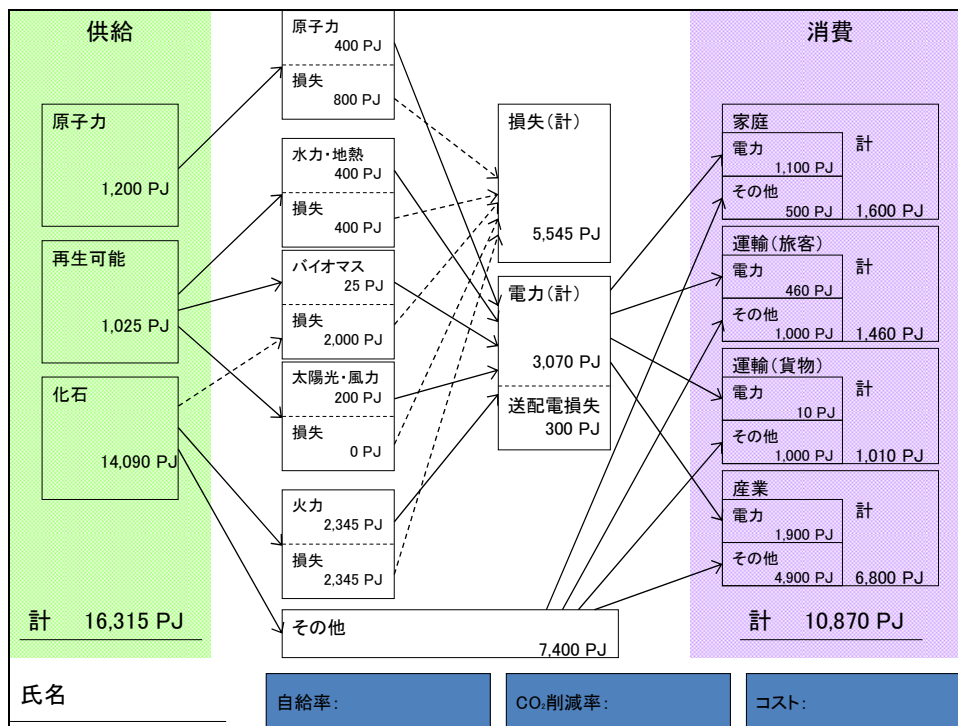 供給
原子力
1,200 PJ
再生可能
1,025 PJ
化石
14,090 PJ
計 16,315 PJ
原子力
400 PJ
損失
800 PJ
水力・地熱
400 PJ
損失
400 PJ
バイオマス
25 PJ
損失
2,000 PJ
太陽光・風力
200 PJ
損失
0 PJ
火力
2,345 PJ
損失
2,345 PJ
その他
7,400 PJ
損失(計)
5,545 PJ
電力(計)
3,070 PJ
送配電損失
300 PJ
消費
家庭
電力
1,100 PJ
その他
500 PJ
計
1,600 PJ
運輸(旅客)
電力
460 PJ
その他
1,000 PJ
計
1,460 PJ
運輸(貨物)
電力
10 PJ
その他
1,000 PJ
計
1,010 PJ
産業
電力
1,900 PJ
その他
4,900 PJ
計
6,800 PJ
計 10,870 PJ
氏名
自給率:
CO₂削減率:
コスト: